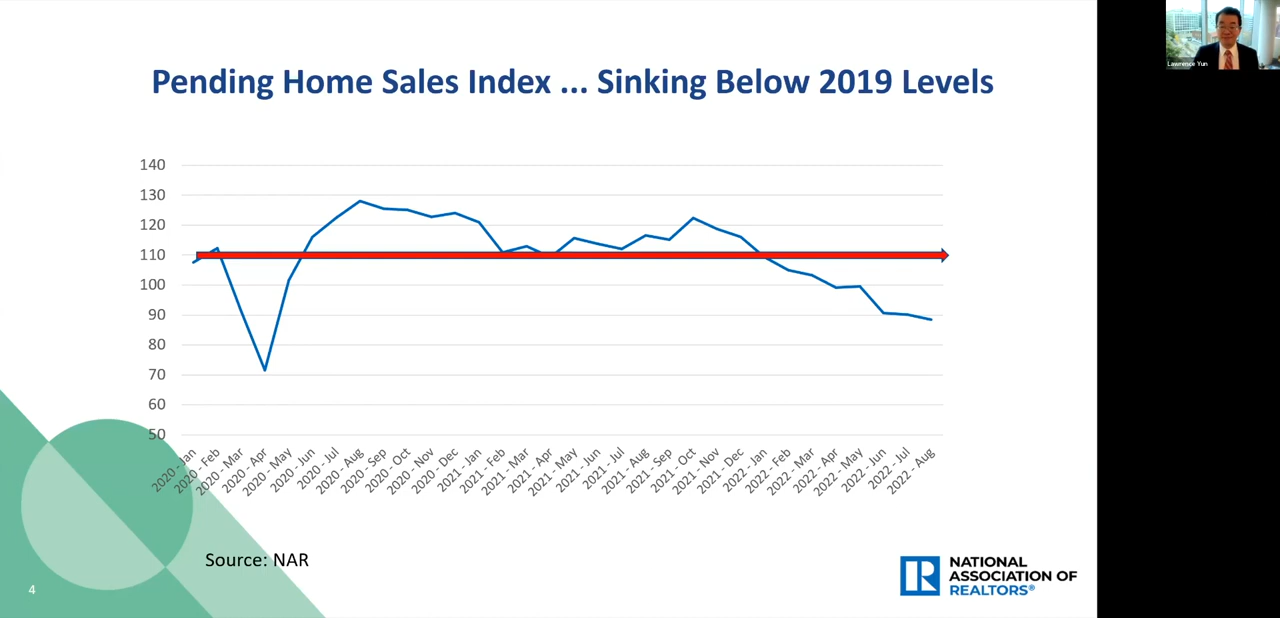 Pending Home Sales Index ... Sinking Below 2019 Levels
Lawrence Yun
140
130
120
110
100
90
80
70
60
50
2020 - Jan
2020 - Feb
2020 - Mar
2020 - Apr
2020 - May
2020 - Jun
2020 - Jul
2020 - Aug
2020 - Sep
2020 - Oct
2020 - Nov
2020 - Dec
2021 - Jan
2021 - Feb
2021 - Mar
2021 - Apr
2021 - May
2021 - Jun
2021 - Jul
2021 - Aug
2021 - Sep
2021 - Oct
2021 - Nov
2021 - Dec
2022 - Jan
2022 - Feb
2022 - Mar
2022 - Apr
2022 - May
2022 - Jun
2022 - Jul
2022 - Aug
Source: NAR
4
R
NATIONAL
ASSOCIATION OF
REALTORS®